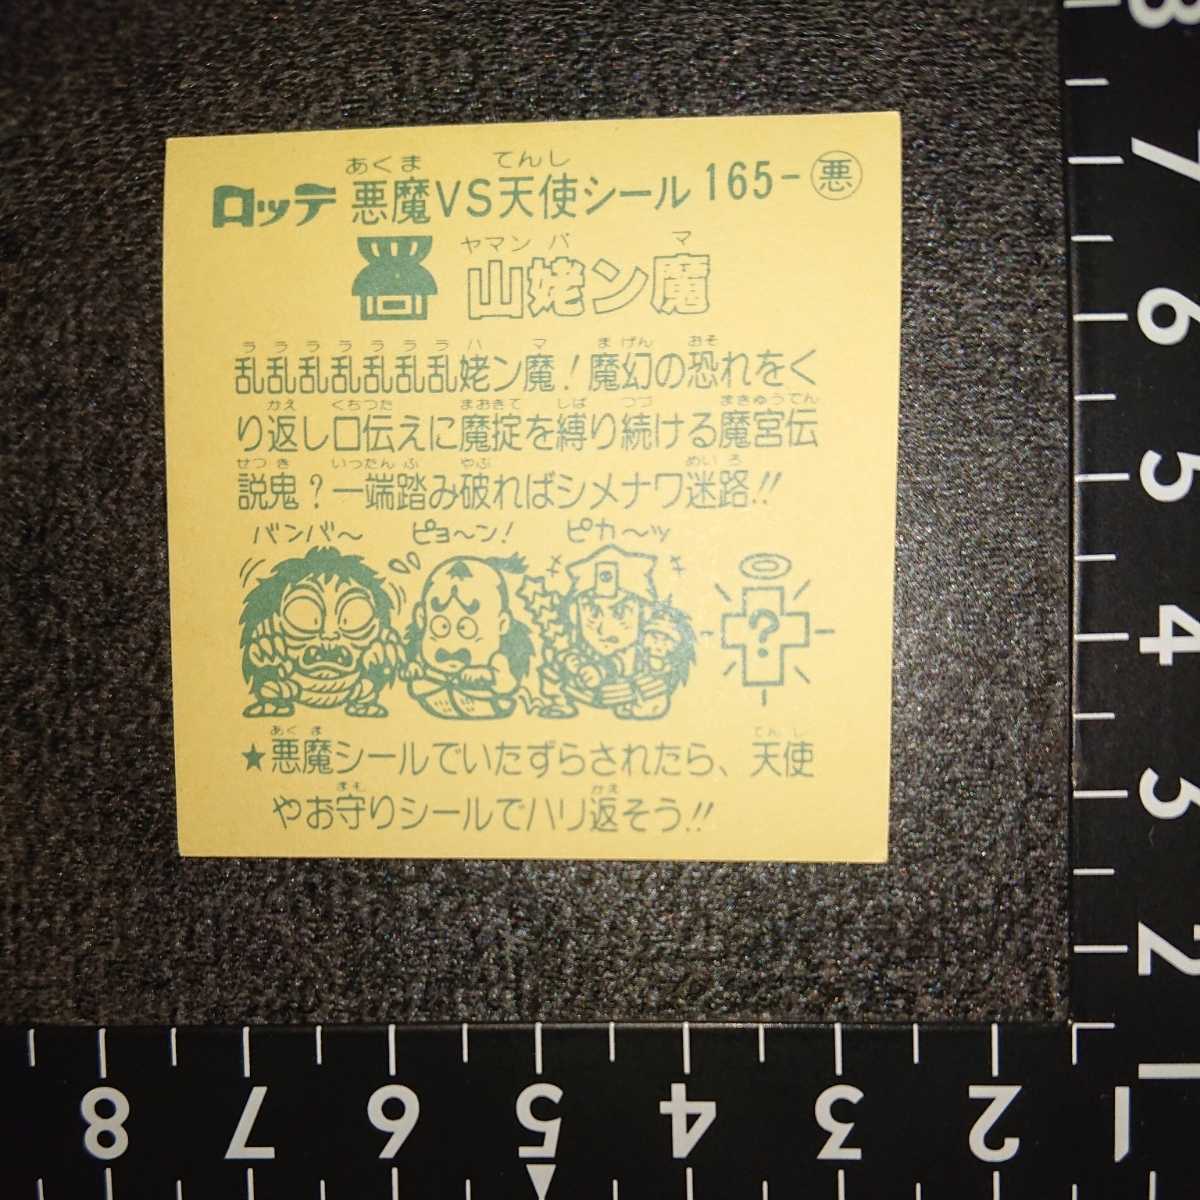 あくま てんし
ロッテ 悪魔VS天使シール 165-悪
ヤマンバ マ
山姥ン魔
ラララララララバ マ まげん おそ
乱乱乱乱乱乱乱姥ン魔!魔幻の恐れをく
かえ くちつた まおきて しば つづ まきゅうでん
り返し口伝えに魔掟を縛り続ける魔宮伝
せつき いったんふ やぶ めいろ
説鬼?一端踏み破ればシメナワ迷路!!
バンバ〜 ピョ〜ン! ピカ〜ッ
?
あくま てんし
★悪魔シールでいたずらされたら、天使
まも かえ
やお守りシールでハリ返そう!!
8
7
6
5
4
3
2
1
8 7 6 5 4 3 2 1